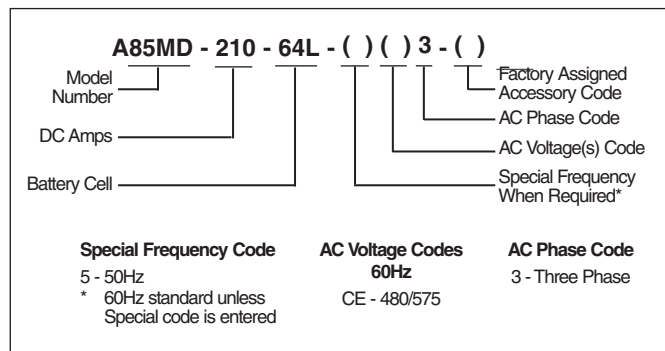 A85MD - 210 - 64L - ( ) ( ) 3 - ( )
Model
Number
DC Amps
Battery Cell
Factory Assigned
Accessory Code
AC Phase Code
AC Voltage(s) Code
Special Frequency
When Required*
Special Frequency Code
5 - 50Hz
* 60Hz standard unless
Special code is entered
AC Voltage Codes
60Hz
CE - 480/575
AC Phase Code
3 - Three Phase